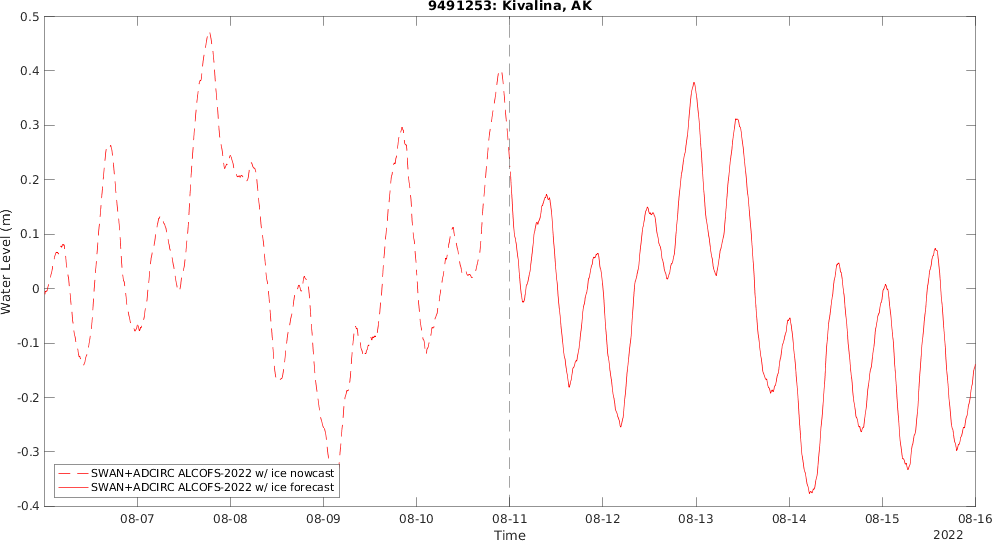 9491253: Kivalina, AK
0.5
0.4
0.3
0.2
0.1
0
-0.1
-0.2
-0.3
-0.4
Water Level (m)
SWAN+ADCIRC ALCOFS-2022 w/ ice nowcast
SWAN+ADCIRC ALCOFS-2022 w/ ice forecast
08-07 08-08 08-09 08-10 08-11 08-12 08-13 08-14 08-15 08-16
Time
2022